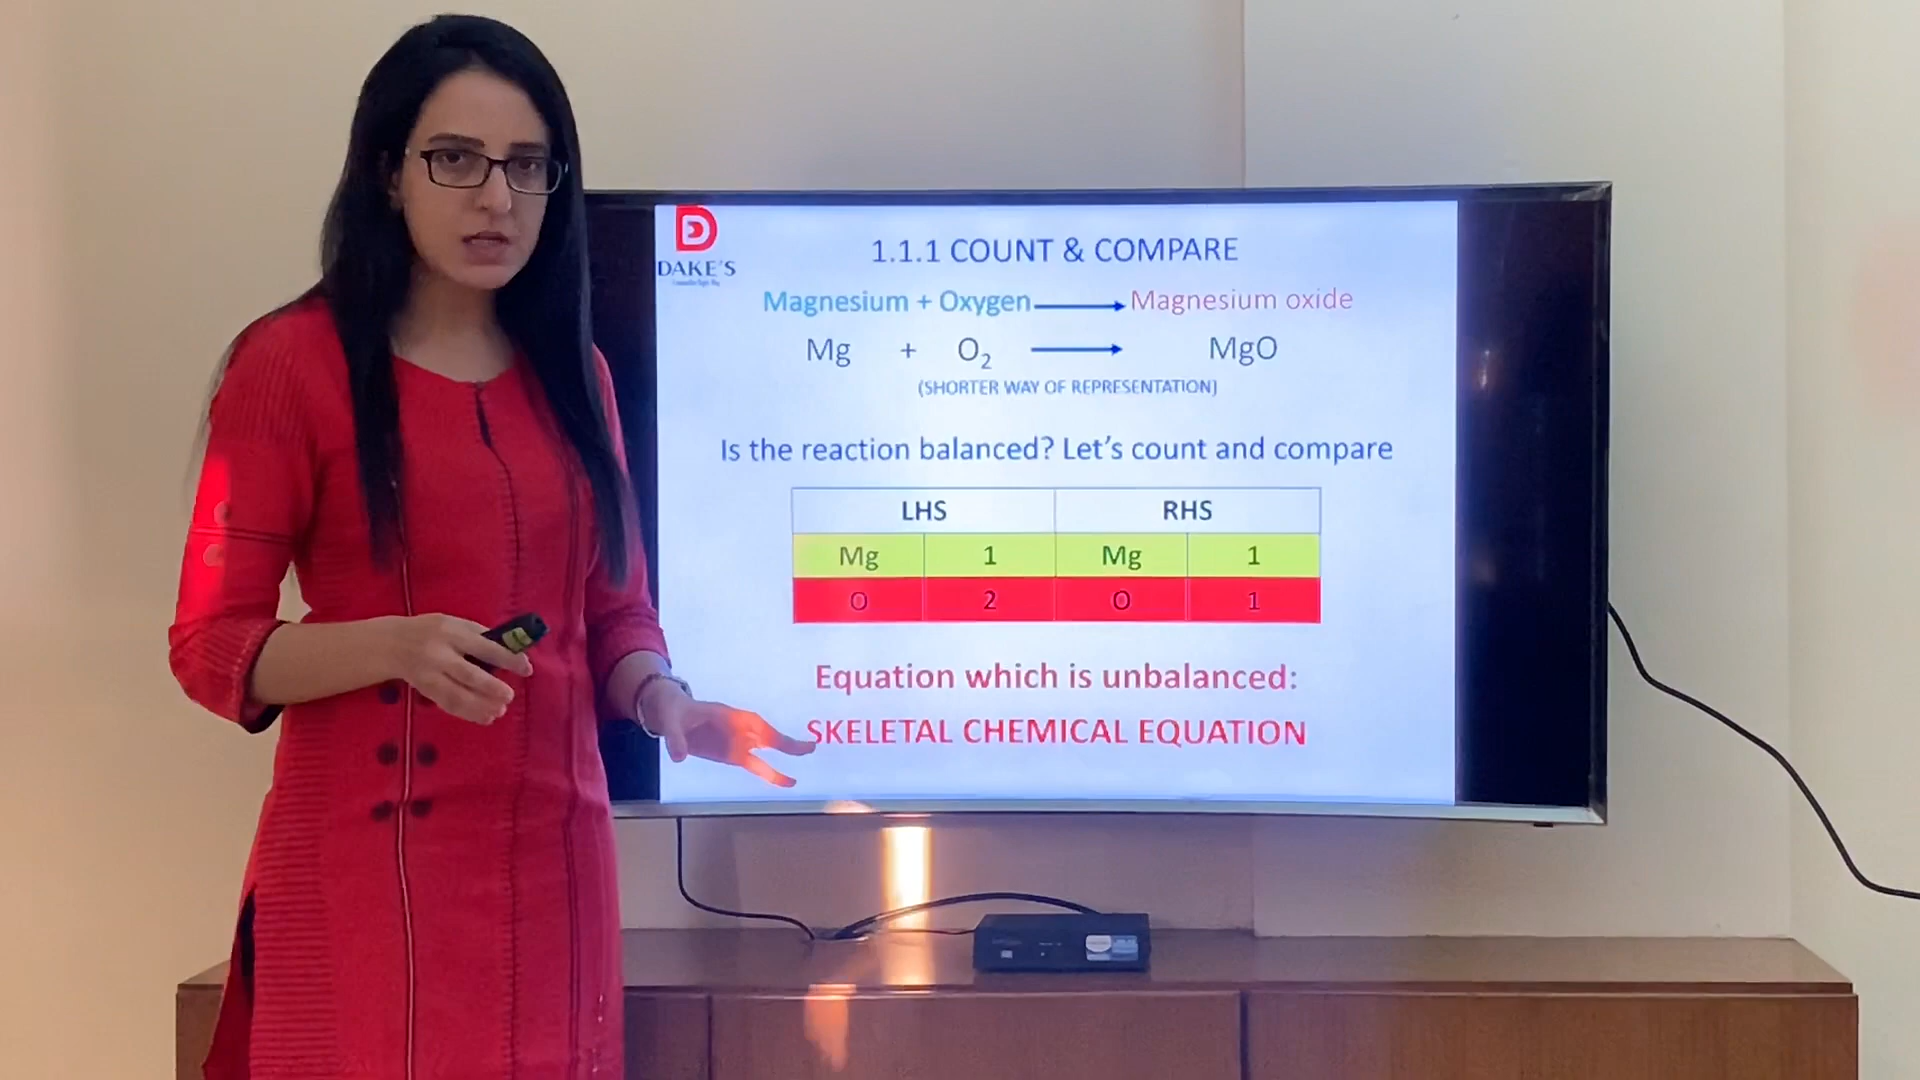 DAKE'S
1.1.1 COUNT & COMPARE
Magnesium + Oxygen → Magnesium oxide
Mg + O₂ → MgO
(SHORTER WAY OF REPRESENTATION)
Is the reaction balanced? Let's count and compare
LHS RHS
Mg 1 Mg 1
O 2 O 1
Equation which is unbalanced:
SKELETAL CHEMICAL EQUATION